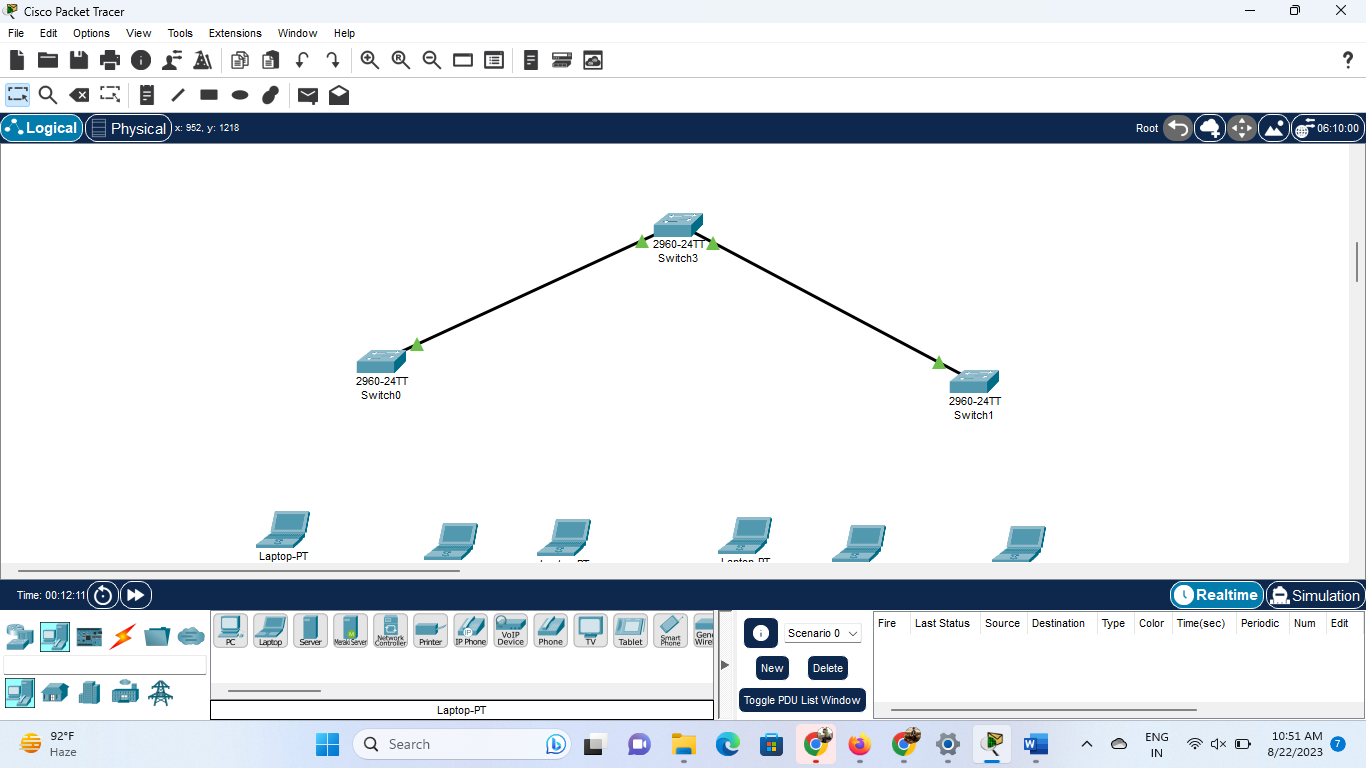 Cisco Packet Tracer
File Edit Options View Tools Extensions Window Help
Logical Physical x: 952, y: 1218 Root 06:10:00
2960-24TT
Switch3
2960-24TT
Switch0
2960-24TT
Switch1
Laptop-PT
Laptop-PT
Laptop-PT
Time: 00:12:11 Realtime Simulation
PC Laptop Server Meraki Server Network Controller Printer IP Phone VoIP Device Phone TV Tablet Smart Phone
Laptop-PT
Scenario 0
New Delete
Toggle PDU List Window
Fire Last Status Source Destination Type Color Time(sec) Periodic Num Edit
92°F
Haze
Search
ENG
IN
10:51 AM
8/22/2023
7